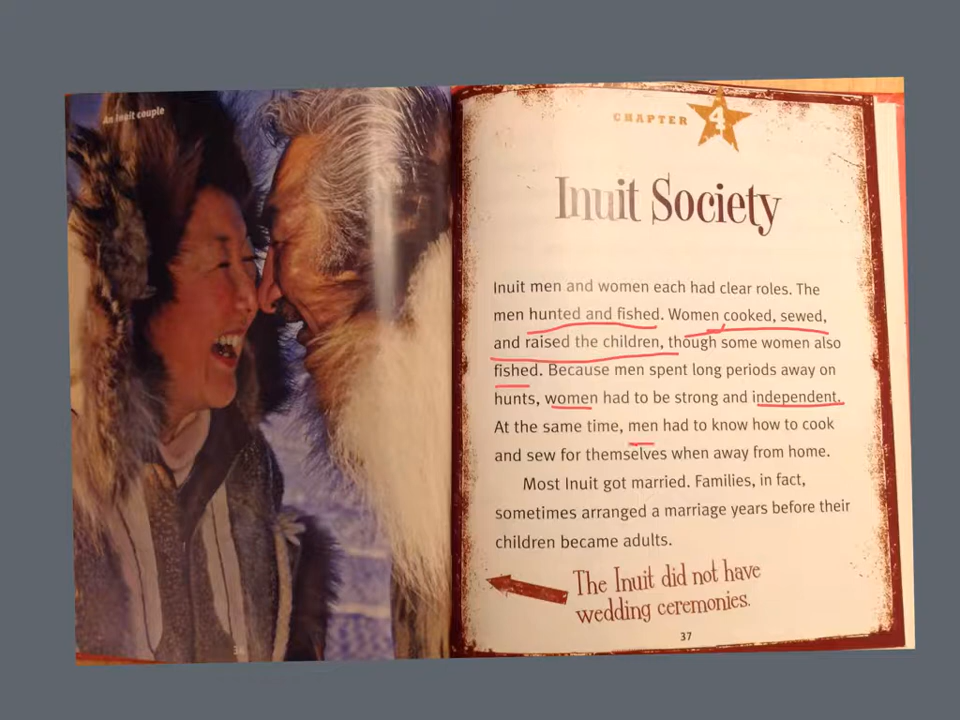 An Inuit couple
CHAPTER 4
Inuit Society
Inuit men and women each had clear roles. The
men hunted and fished. Women cooked, sewed,
and raised the children, though some women also
fished. Because men spent long periods away on
hunts, women had to be strong and independent.
At the same time, men had to know how to cook
and sew for themselves when away from home.
Most Inuit got married. Families, in fact,
sometimes arranged a marriage years before their
children became adults.
The Inuit did not have
wedding ceremonies.
37